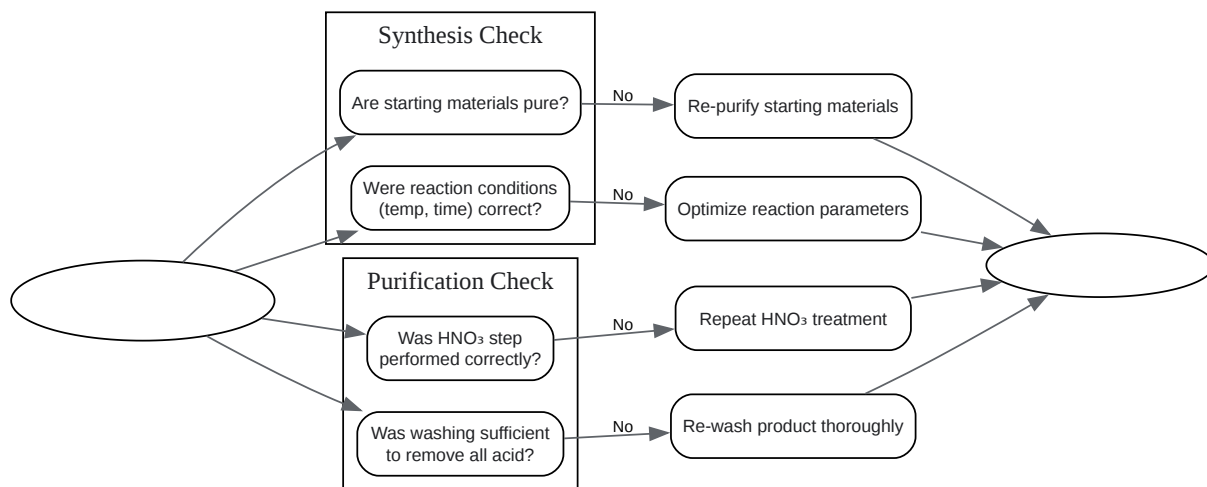 Synthesis Check
Are starting materials pure?
No
Re-purify starting materials
Were reaction conditions
(temp, time) correct?
No
Optimize reaction parameters
Purification Check
Was HNO₃ step
performed correctly?
No
Repeat HNO₃ treatment
Was washing sufficient
to remove all acid?
No
Re-wash product thoroughly